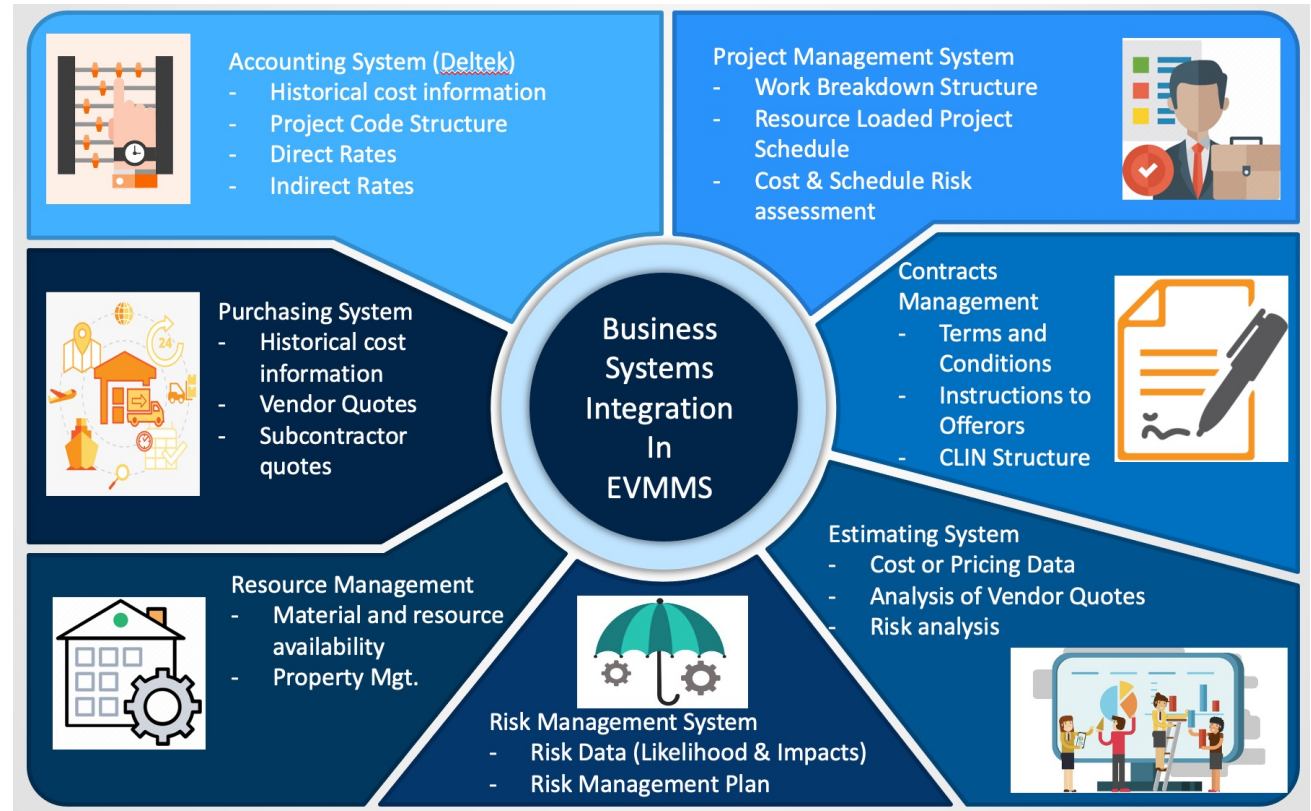 Accounting System (Deltek)
- Historical cost information
- Project Code Structure
- Direct Rates
- Indirect Rates
Project Management System
- Work Breakdown Structure
- Resource Loaded Project
Schedule
- Cost & Schedule Risk
assessment
Purchasing System
- Historical cost
information
- Vendor Quotes
- Subcontractor
quotes
24
Business
Systems
Integration
In
EVMMS
Contracts
Management
- Terms and
Conditions
- Instructions to
Offerors
- CLIN Structure
Resource Management
- Material and resource
availability
- Property Mgt.
Risk Management System
- Risk Data (Likelihood & Impacts)
- Risk Management Plan
Estimating System
- Cost or Pricing Data
- Analysis of Vendor Quotes
- Risk analysis